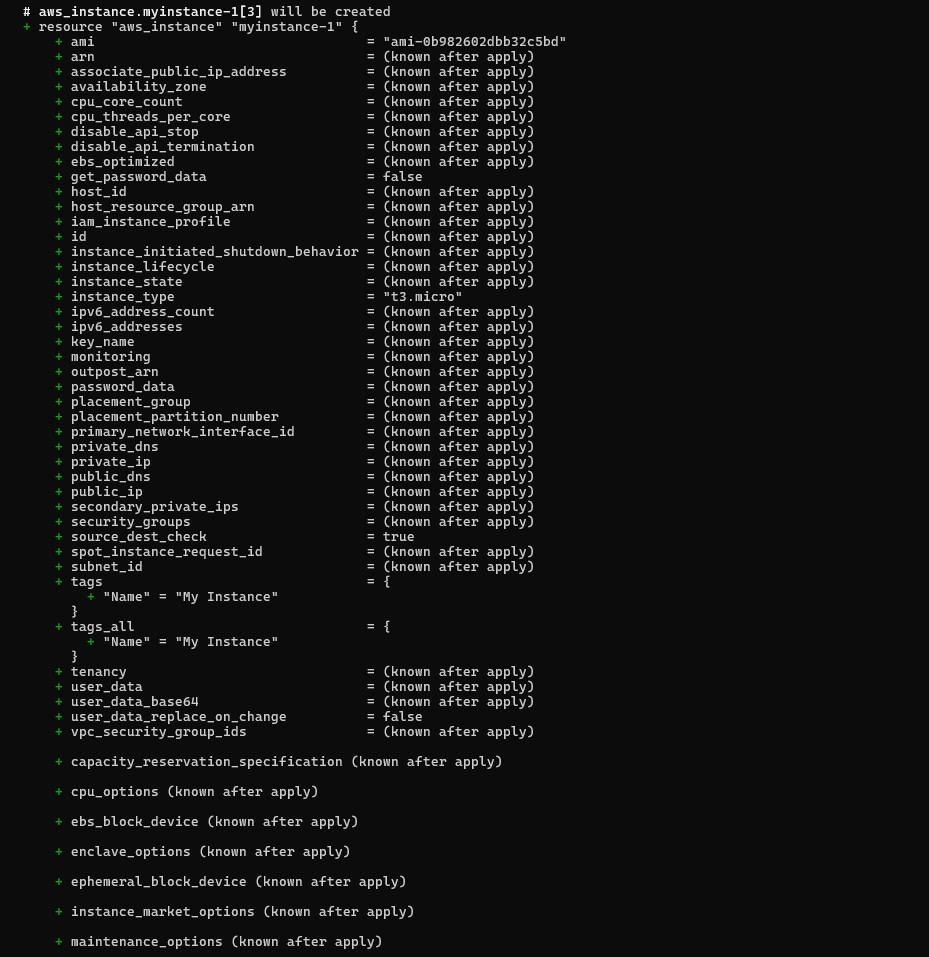 # aws_instance.myinstance-1[3] will be created
+ resource "aws_instance" "myinstance-1" {
    + ami                                  = "ami-0b982602dbb32c5bd"
    + arn                                  = (known after apply)
    + associate_public_ip_address          = (known after apply)
    + availability_zone                    = (known after apply)
    + cpu_core_count                       = (known after apply)
    + cpu_threads_per_core                 = (known after apply)
    + disable_api_stop                     = (known after apply)
    + disable_api_termination              = (known after apply)
    + ebs_optimized                        = (known after apply)
    + get_password_data                    = false
    + host_id                              = (known after apply)
    + host_resource_group_arn              = (known after apply)
    + iam_instance_profile                 = (known after apply)
    + id                                   = (known after apply)
    + instance_initiated_shutdown_behavior = (known after apply)
    + instance_lifecycle                   = (known after apply)
    + instance_state                       = (known after apply)
    + instance_type                        = "t3.micro"
    + ipv6_address_count                   = (known after apply)
    + ipv6_addresses                       = (known after apply)
    + key_name                             = (known after apply)
    + monitoring                           = (known after apply)
    + outpost_arn                          = (known after apply)
    + password_data                        = (known after apply)
    + placement_group                      = (known after apply)
    + placement_partition_number           = (known after apply)
    + primary_network_interface_id         = (known after apply)
    + private_dns                          = (known after apply)
    + private_ip                           = (known after apply)
    + public_dns                           = (known after apply)
    + public_ip                            = (known after apply)
    + secondary_private_ips                = (known after apply)
    + security_groups                      = (known after apply)
    + source_dest_check                    = true
    + spot_instance_request_id             = (known after apply)
    + subnet_id                            = (known after apply)
    + tags                                 = {
        + "Name" = "My Instance"
      }
    + tags_all                             = {
        + "Name" = "My Instance"
      }
    + tenancy                              = (known after apply)
    + user_data                            = (known after apply)
    + user_data_base64                     = (known after apply)
    + user_data_replace_on_change          = false
    + vpc_security_group_ids               = (known after apply)
    + capacity_reservation_specification (known after apply)
    + cpu_options (known after apply)
    + ebs_block_device (known after apply)
    + enclave_options (known after apply)
    + ephemeral_block_device (known after apply)
    + instance_market_options (known after apply)
    + maintenance_options (known after apply)